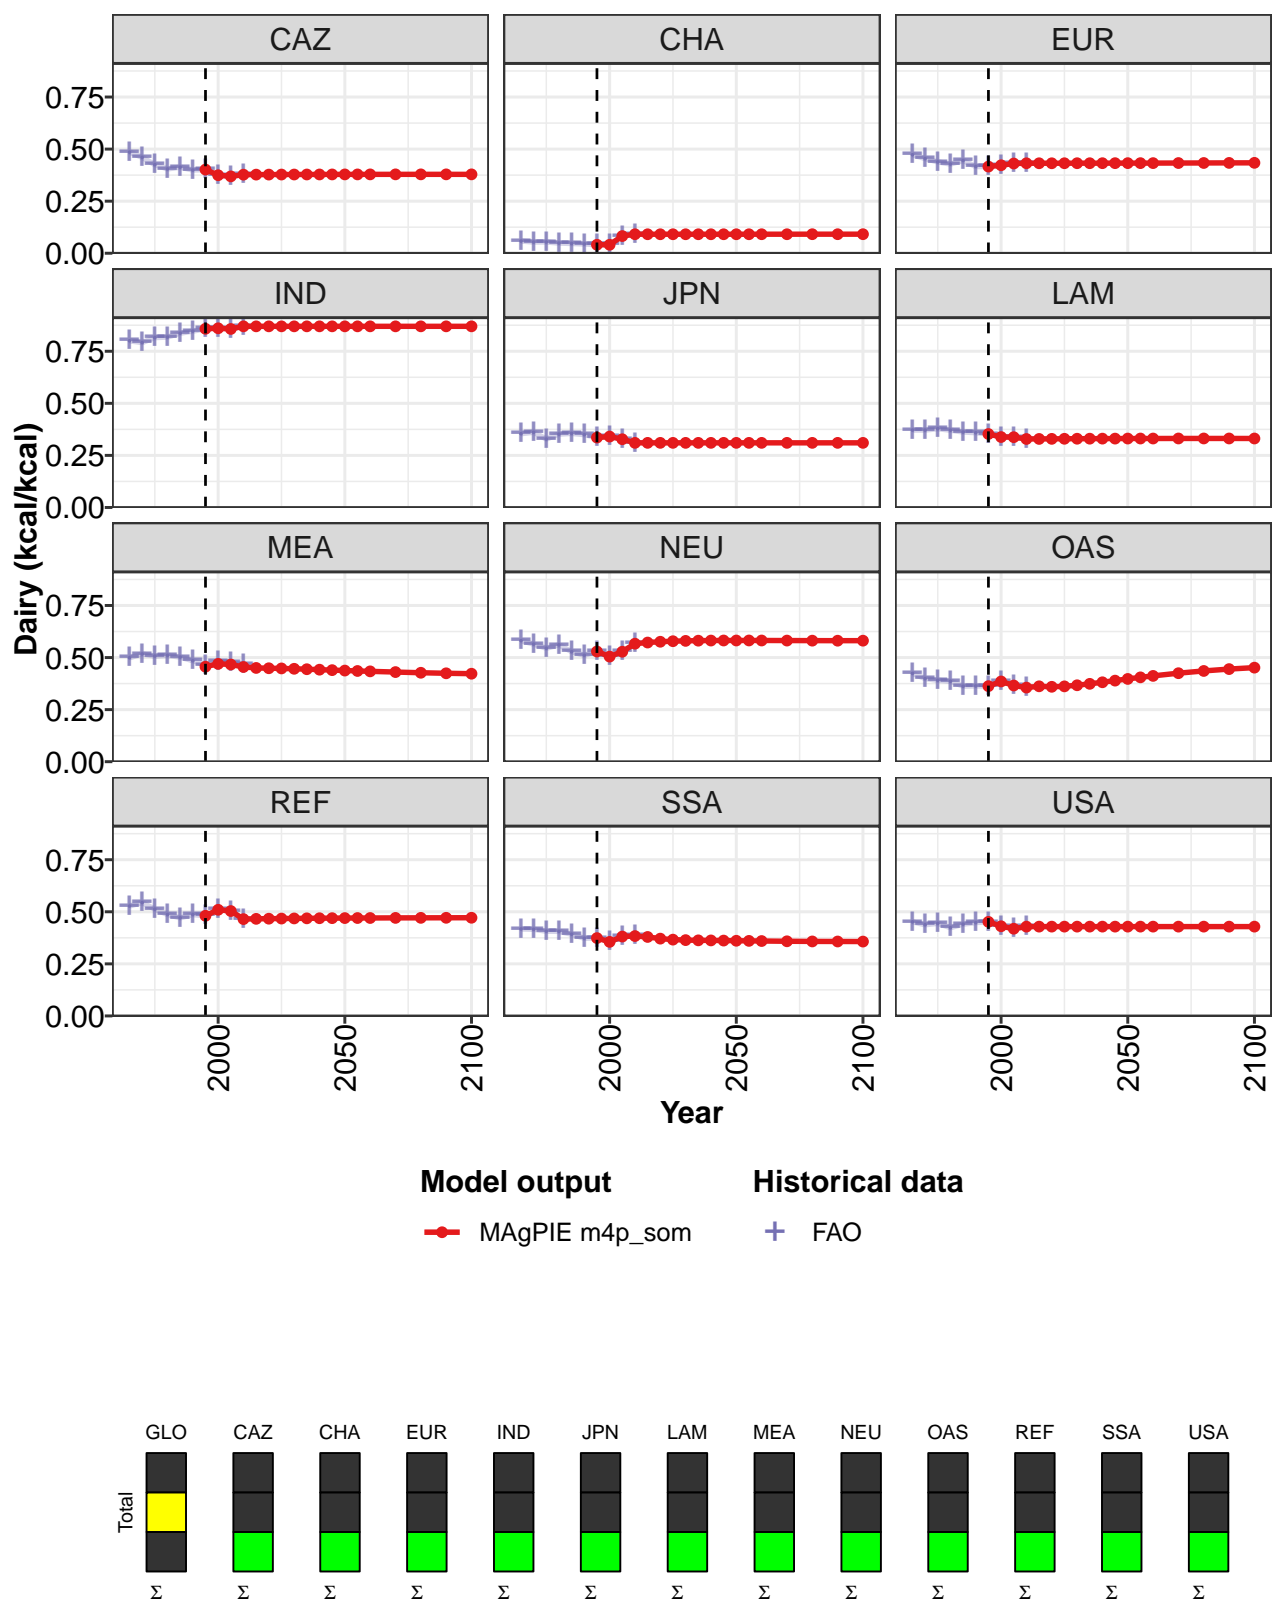 CAZ CHA EUR
0.75
0.50
0.25
0.00
IND JPN LAM
0.75
0.50
0.25
0.00
MEA NEU OAS
0.75
0.50
0.25
0.00
REF SSA USA
0.75
0.50
0.25
0.00
Dairy (kcal/kcal)
2000 2050 2100 2000 2050 2100 2000 2050 2100
Year
Model output Historical data
MAgPIE m4p_som FAO
GLO CAZ CHA EUR IND JPN LAM MEA NEU OAS REF SSA USA
Total
Σ Σ Σ Σ Σ Σ Σ Σ Σ Σ Σ Σ Σ